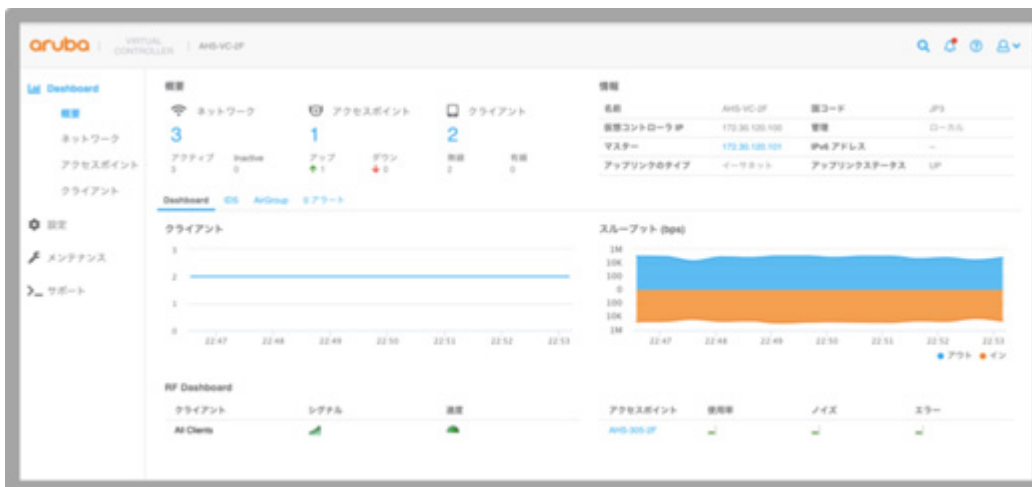 aruba VIRTUAL CONTROLLER AHS-VC-2F
Dashboard
概要
ネットワーク
アクセスポイント
クライアント
設定
メンテナンス
サポート
概要
ネットワーク アクセスポイント クライアント
3 1 2
アクティブ Inactive アップ ダウン 無線 有線
3 0 1 0 2 0
情報
名前 AHS-VC-2F 国コード JP3
仮想コントローラ IP 172.30.120.100 管理 ローカル
マスター 172.30.120.101 IPv6 アドレス --
アップリンクのタイプ イーサネット アップリンクステータス UP
Dashboard IDS AirGroup 0 アラート
クライアント
3
2
1
0
22:47 22:48 22:49 22:50 22:51 22:52 22:53
スループット (bps)
1M
10K
100
0
100
10K
1M
22:47 22:48 22:49 22:50 22:51 22:52 22:53
アウト イン
RF Dashboard
クライアント シグナル 速度
All Clients
アクセスポイント 使用率 ノイズ エラー
AHS-305-2F